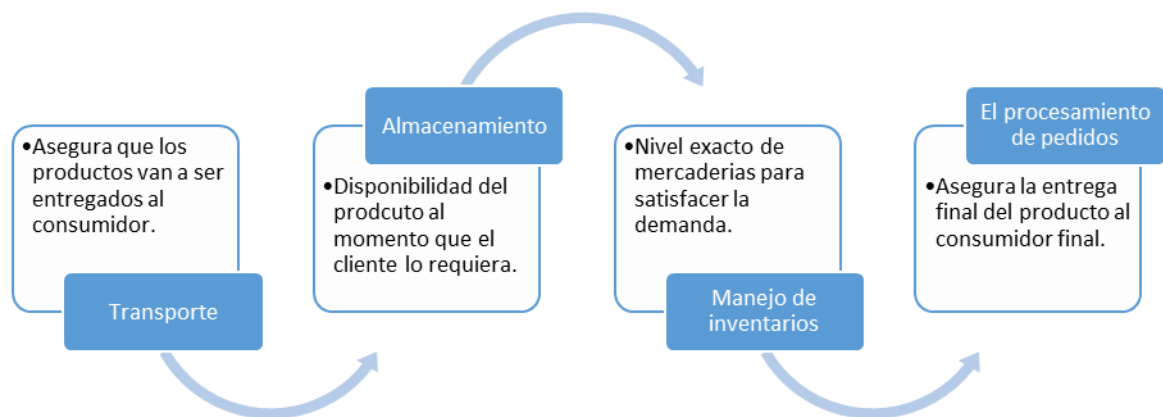 •Asegura que los
productos van a ser
entregados al
consumidor.
Transporte
Almacenamiento
•Disponibilidad del
prodcuto al
momento que el
cliente lo requiera.
•Nivel exacto de
mercaderias para
satisfacer la
demanda.
Manejo de
inventarios
El procesamiento
de pedidos
•Asegura la entrega
final del producto al
consumidor final.